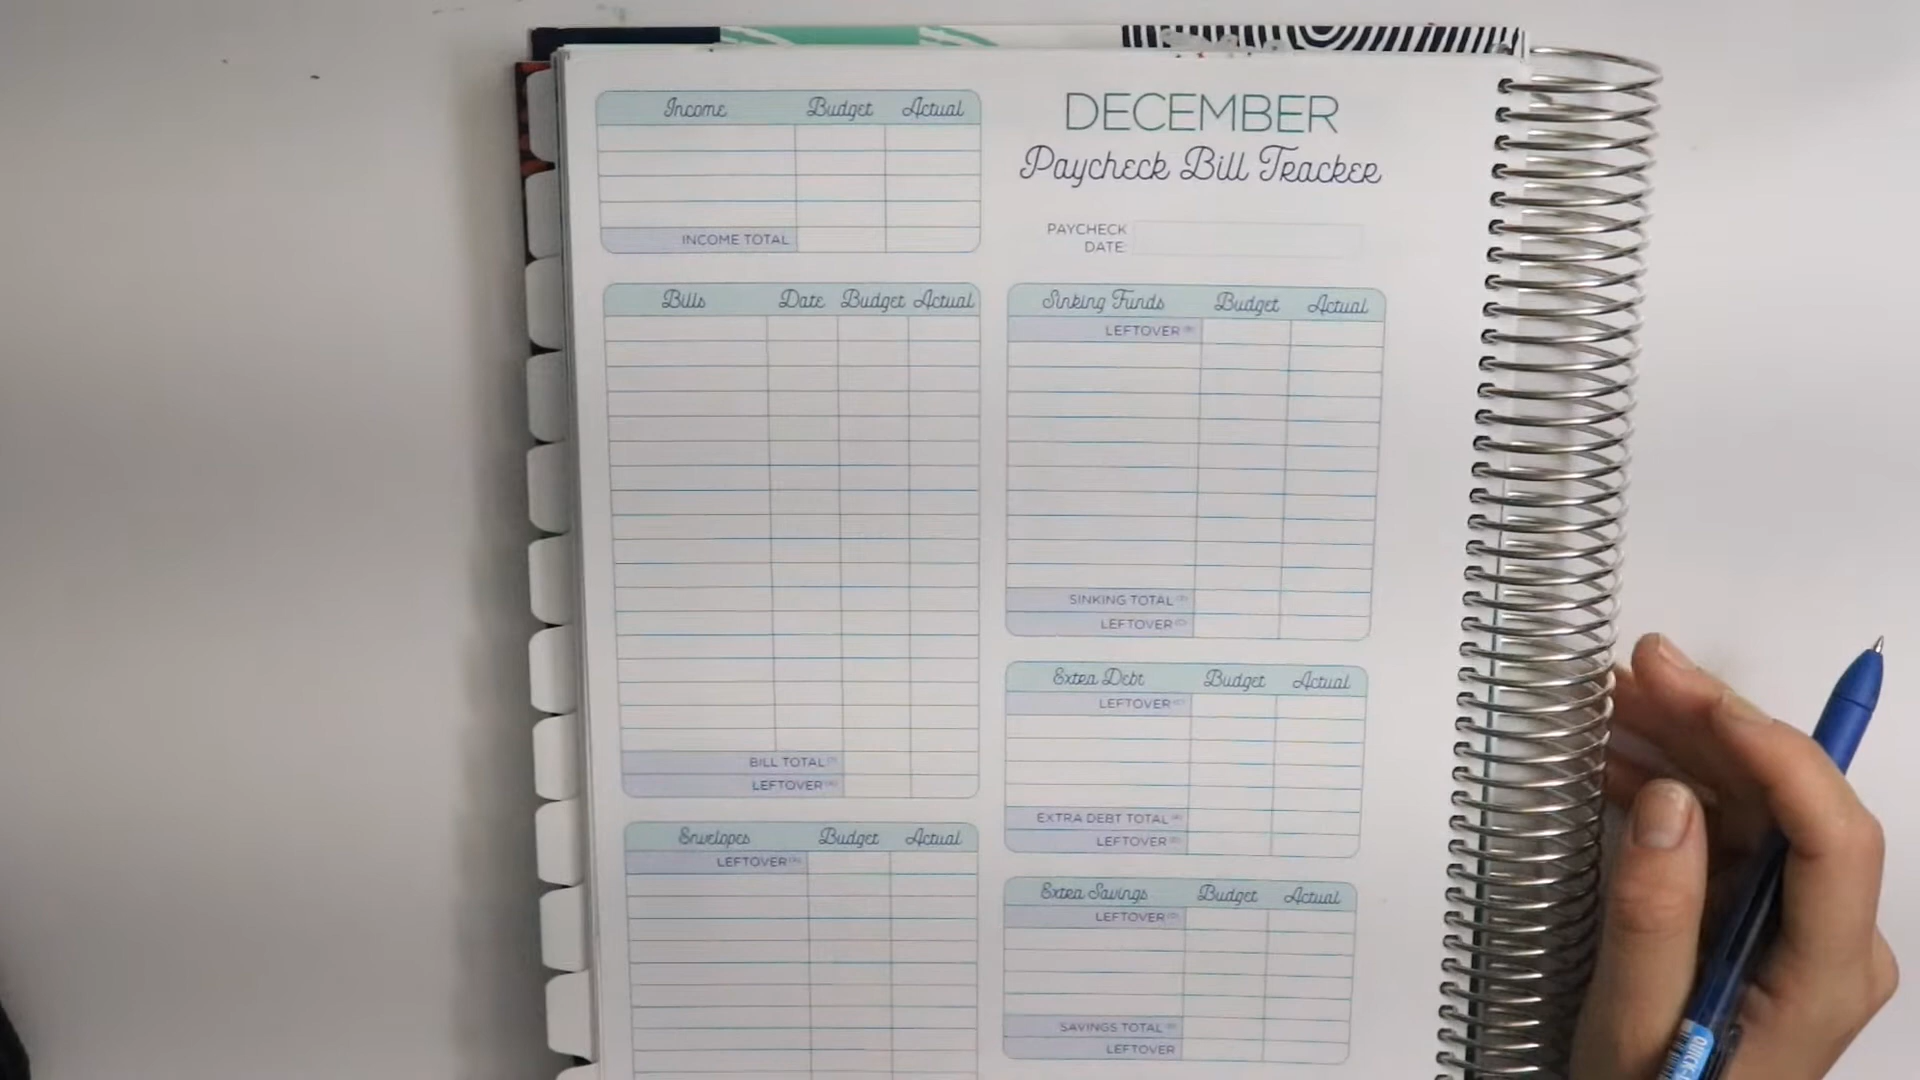 Income Budget Actual
INCOME TOTAL
DECEMBER
Paycheck Bill Tracker
PAYCHECK
DATE:
Bills Date Budget Actual
BILL TOTAL
LEFTOVER
Envelopes Budget Actual
LEFTOVER
Sinking Funds Budget Actual
LEFTOVER
SINKING TOTAL
LEFTOVER
Extra Debt Budget Actual
LEFTOVER
EXTRA DEBT TOTAL
LEFTOVER
Extra Savings Budget Actual
LEFTOVER
SAVINGS TOTAL
LEFTOVER